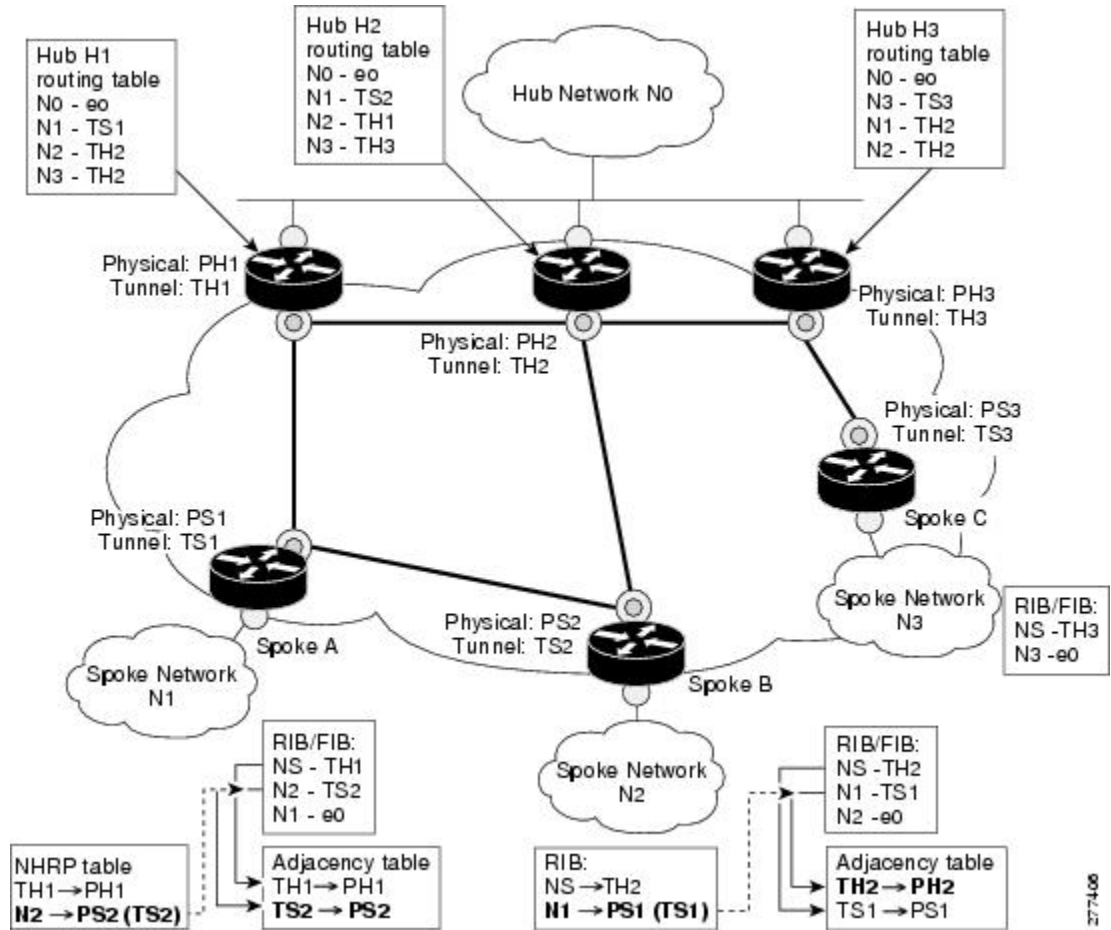 Hub H1
routing table
N0 - eo
N1 - TS1
N2 - TH2
N3 - TH2
Hub H2
routing table
N0 - eo
N1 - TS2
N2 - TH1
N3 - TH3
Hub Network N0
Hub H3
routing table
N0 - eo
N3 - TS3
N1 - TH2
N2 - TH2
Physical: PH1
Tunnel: TH1
Physical: PH2
Tunnel: TH2
Physical: PH3
Tunnel: TH3
Physical: PS3
Tunnel: TS3
Spoke C
Physical: PS1
Tunnel: TS1
Spoke A
Spoke Network
N1
Physical: PS2
Tunnel: TS2
Spoke B
Spoke Network
N2
Spoke Network
N3
RIB/FIB:
NS -TH3
N3 -e0
RIB/FIB:
NS - TH1
N2 - TS2
N1 - e0
NHRP table
TH1→PH1
N2 →PS2 (TS2)
Adjacency table
TH1→PH1
TS2 → PS2
RIB/FIB:
NS -TH2
N1 -TS1
N2 -e0
RIB:
NS →TH2
N1 →PS1 (TS1)
Adjacency table
TH2 → PH2
TS1 →PS1
277406